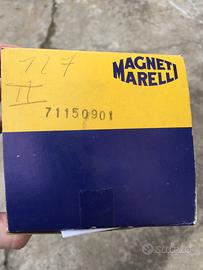 127
II
MAGNETI
MARELLI
71150901
subito